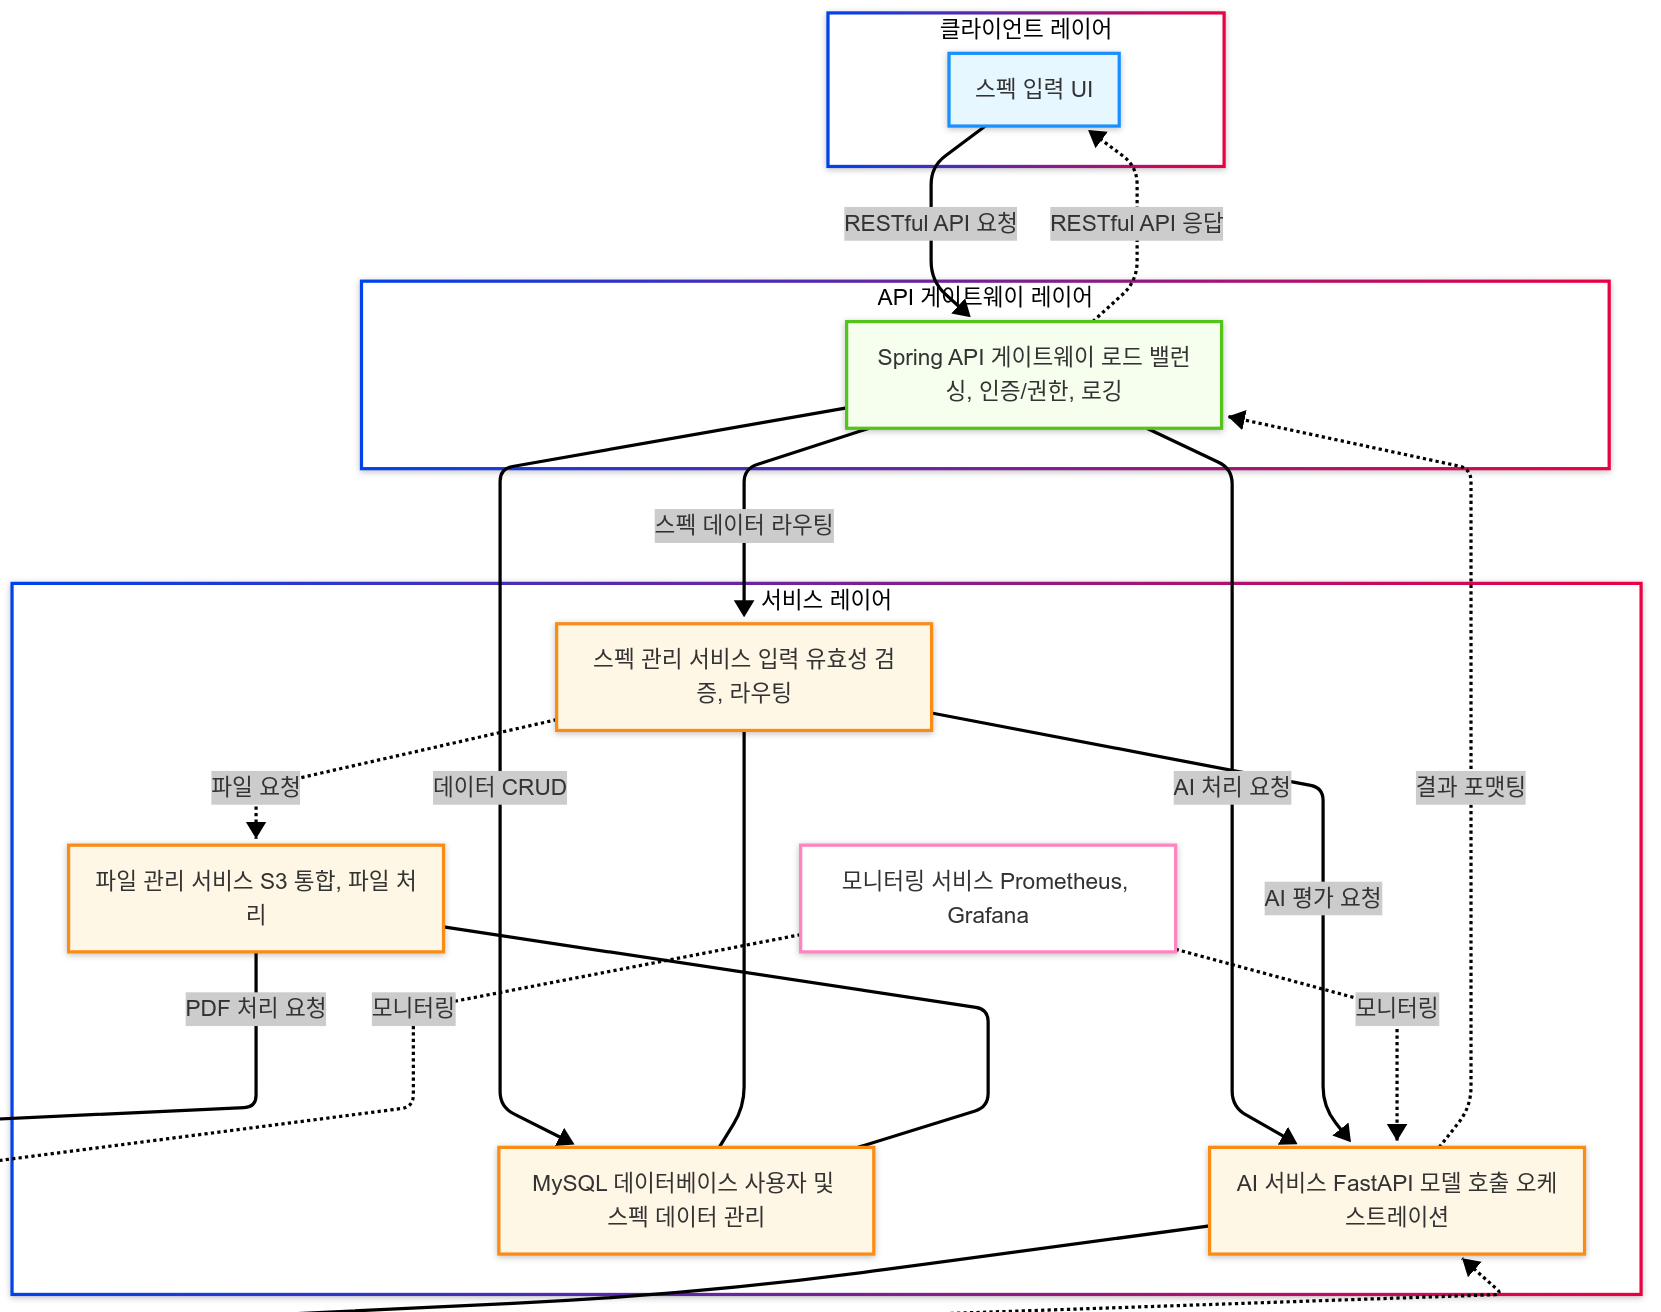 클라이언트 레이어
스펙 입력 UI
RESTful API 요청
RESTful API 응답
API 게이트웨이 레이어
Spring API 게이트웨이 로드 밸런
싱, 인증/권한, 로깅
스펙 데이터 라우팅
서비스 레이어
스펙 관리 서비스 입력 유효성 검
증, 라우팅
파일 요청
데이터 CRUD
AI 처리 요청
결과 포맷팅
파일 관리 서비스 S3 통합, 파일 처
리
모니터링 서비스 Prometheus,
Grafana
AI 평가 요청
PDF 처리 요청
모니터링
모니터링
MySQL 데이터베이스 사용자 및
스펙 데이터 관리
AI 서비스 FastAPI 모델 호출 오케
스트레이션